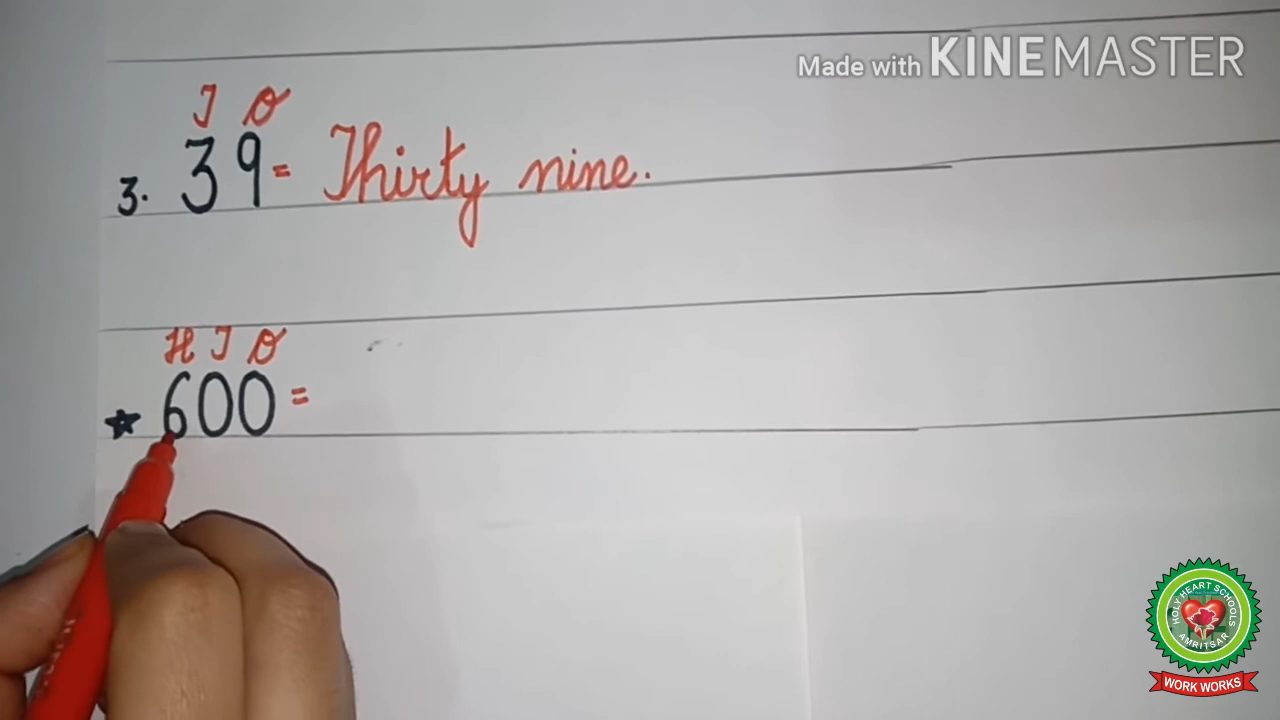 Made with KINEMASTER
T O
3. 39 = Thirty nine.
H T O
600 =
HOLY HEART SCHOOLS
AMRITSAR
WORK WORKS